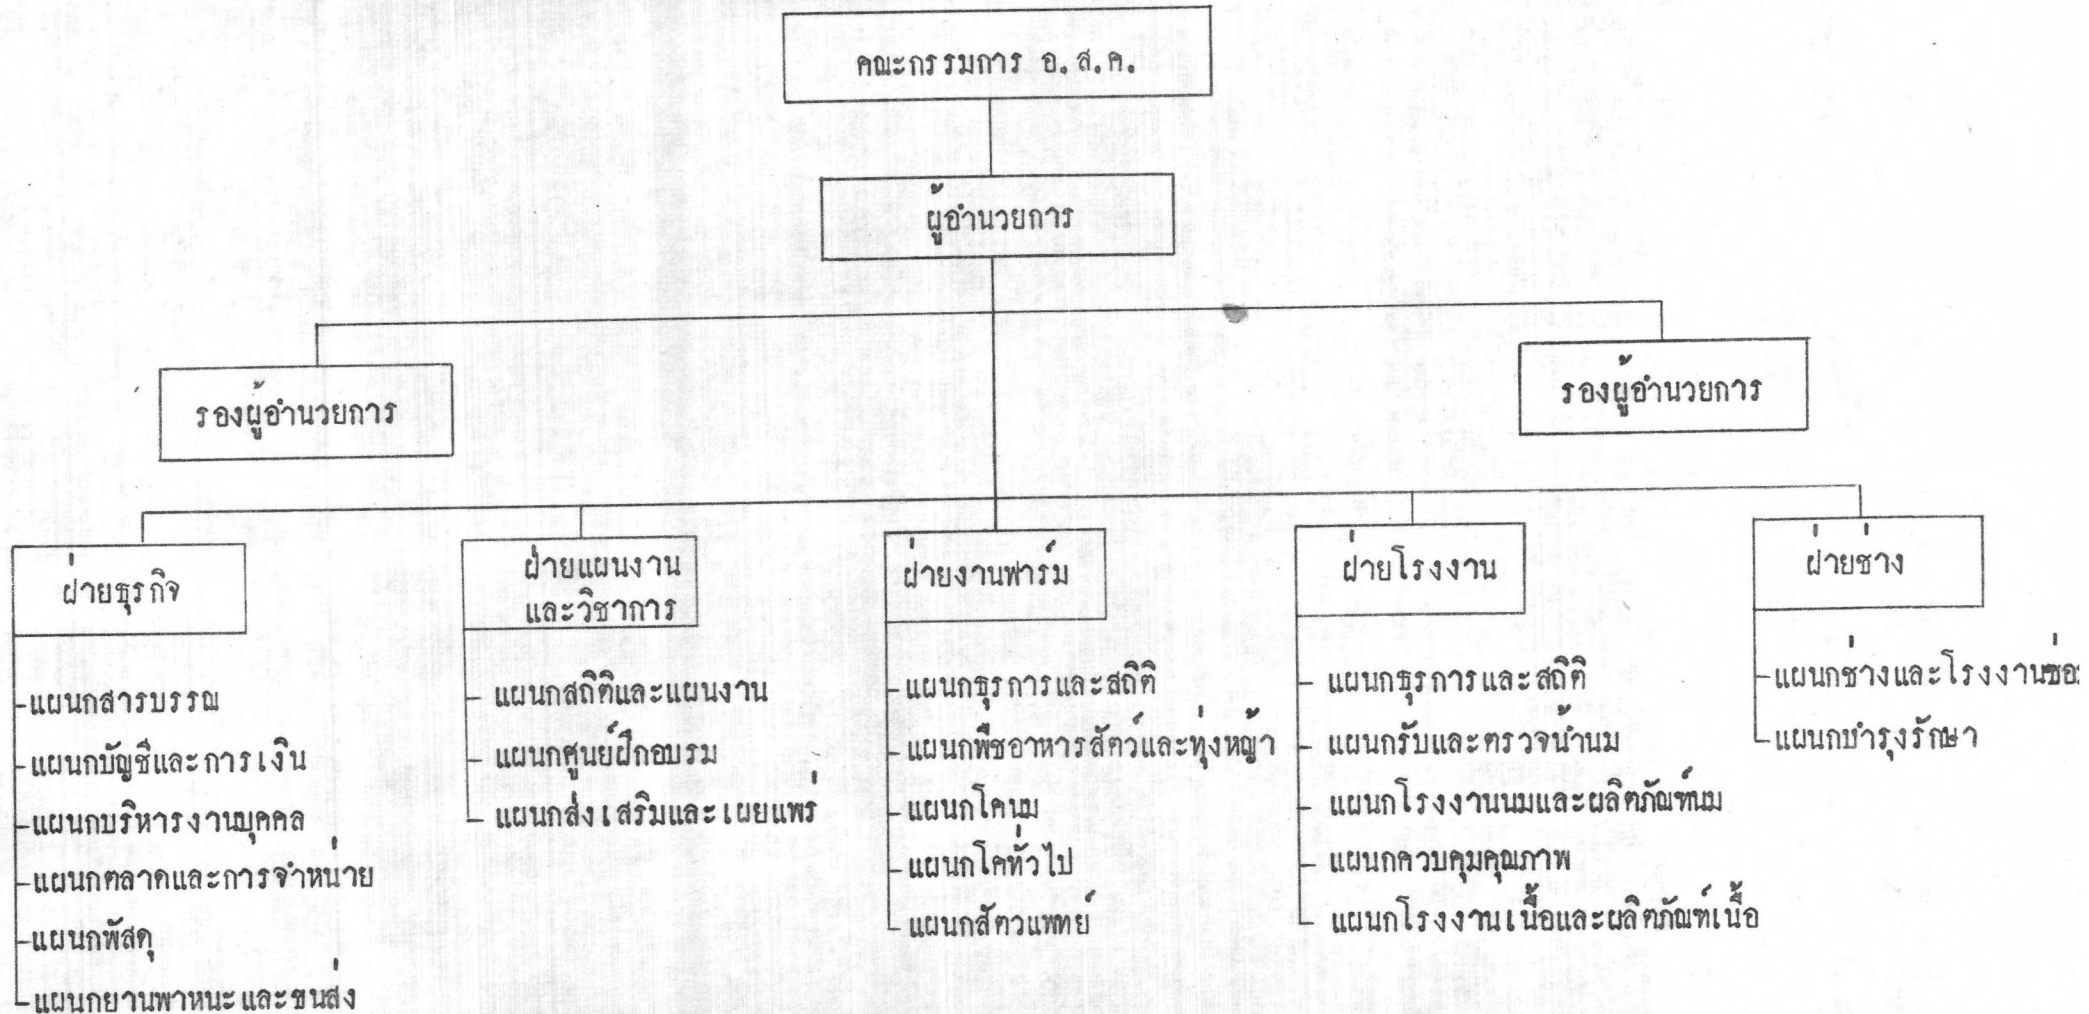 คณะกรรมการ อ.ส.ค.
ผู้อำนวยการ
รองผู้อำนวยการ
รองผู้อำนวยการ
ฝ่ายธุรกิจ
แผนกสารบรรณ
แผนกบัญชีและการเงิน
แผนกบริหารงานบุคคล
แผนกตลาดและการจำหน่าย
แผนกพัสดุ
แผนกยานพาหนะและขนส่ง
ฝ่ายแผนงาน
และวิชาการ
แผนกสถิติและแผนงาน
แผนกศูนย์ฝึกอบรม
แผนกส่งเสริมและเผยแพร่
ฝ่ายงานฟาร์ม
แผนกธุรการและสถิติ
แผนกพืชอาหารสัตว์และทุ่งหญ้า
แผนกโคนม
แผนกโคทั่วไป
แผนกสัตวแพทย์
ฝ่ายโรงงาน
แผนกธุรการและสถิติ
แผนกรับและตรวจน้ำนม
แผนกโรงงานนมและผลิตภัณฑ์นม
แผนกควบคุมคุณภาพ
แผนกโรงงานเนื้อและผลิตภัณฑ์เนื้อ
ฝ่ายช่าง
แผนกช่างและโรงงาน
แผนกบำรุงรักษา